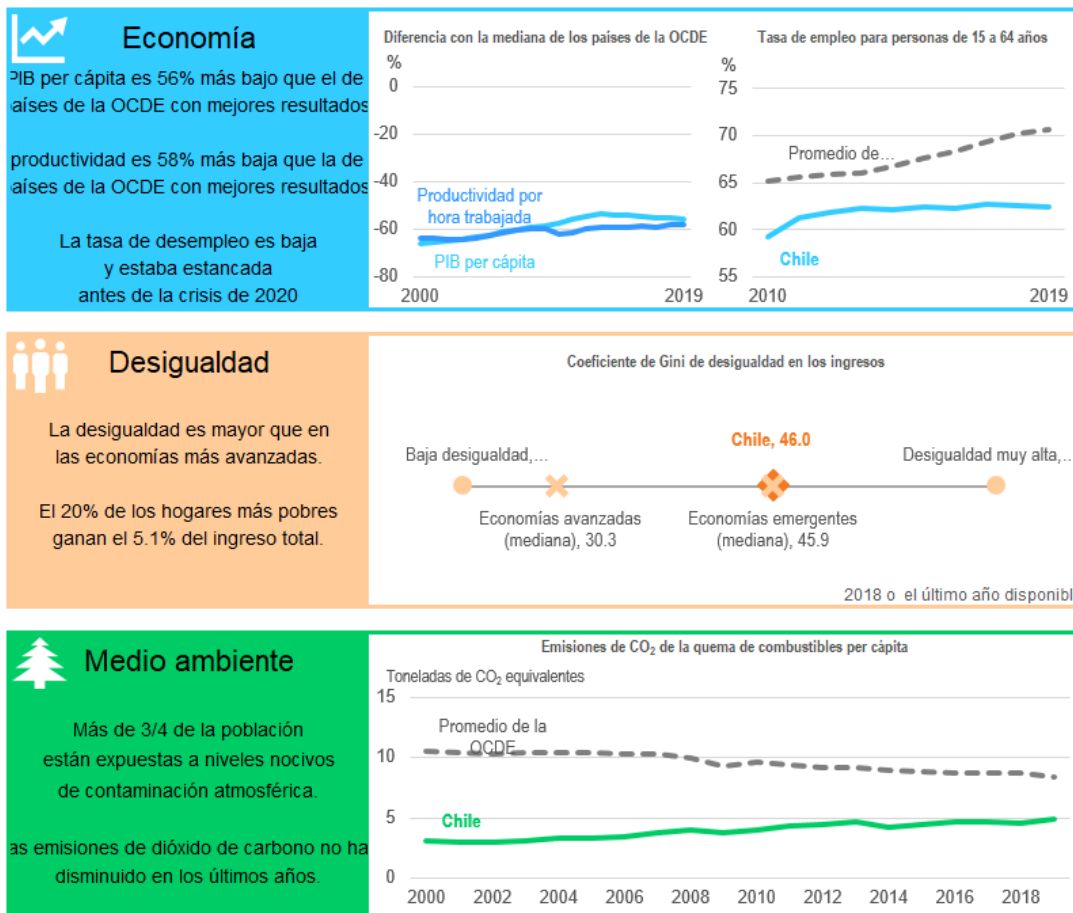 Economía
PIB per cápita es 56% más bajo que el de
países de la OCDE con mejores resultados
productividad es 58% más baja que la de
países de la OCDE con mejores resultados
La tasa de desempleo es baja
y estaba estancada
antes de la crisis de 2020
Diferencia con la mediana de los países de la OCDE
%
0
-20
-40
-60
-80
Productividad por
hora trabajada
PIB per cápita
2000
2019
Tasa de empleo para personas de 15 a 64 años
%
75
70
65
60
55
Promedio de...
Chile
2010
2019
Desigualdad
La desigualdad es mayor que en
las economías más avanzadas.
El 20% de los hogares más pobres
ganan el 5.1% del ingreso total.
Coeficiente de Gini de desigualdad en los ingresos
Chile, 46.0
Baja desigualdad,...
Desigualdad muy alta,...
Economías avanzadas
(mediana), 30.3
Economías emergentes
(mediana), 45.9
2018 o el último año disponibl
Medio ambiente
Más de 3/4 de la población
están expuestas a niveles nocivos
de contaminación atmosférica.
as emisiones de dióxido de carbono no ha
disminuido en los últimos años.
Emisiones de CO₂ de la quema de combustibles per cápita
Toneladas de CO₂ equivalentes
15
10
5
0
Promedio de la
OCDE
Chile
2000 2002 2004 2006 2008 2010 2012 2014 2016 2018